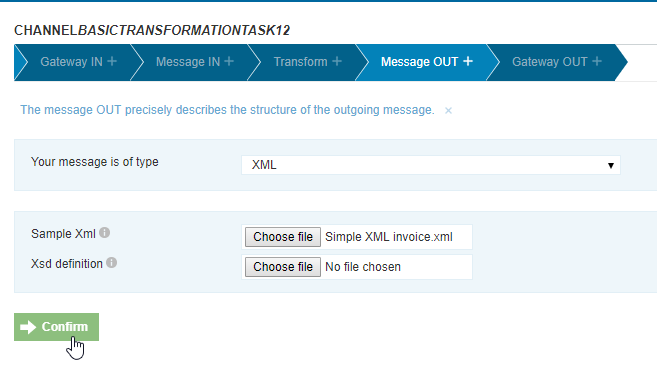 CHANNELBASICTRANSFORMATIONTASK12
Gateway IN + Message IN + Transform + Message OUT + Gateway OUT +
The message OUT precisely describes the structure of the outgoing message. ×
Your message is of type XML
Sample Xml Choose file Simple XML invoice.xml
Xsd definition Choose file No file chosen
Confirm